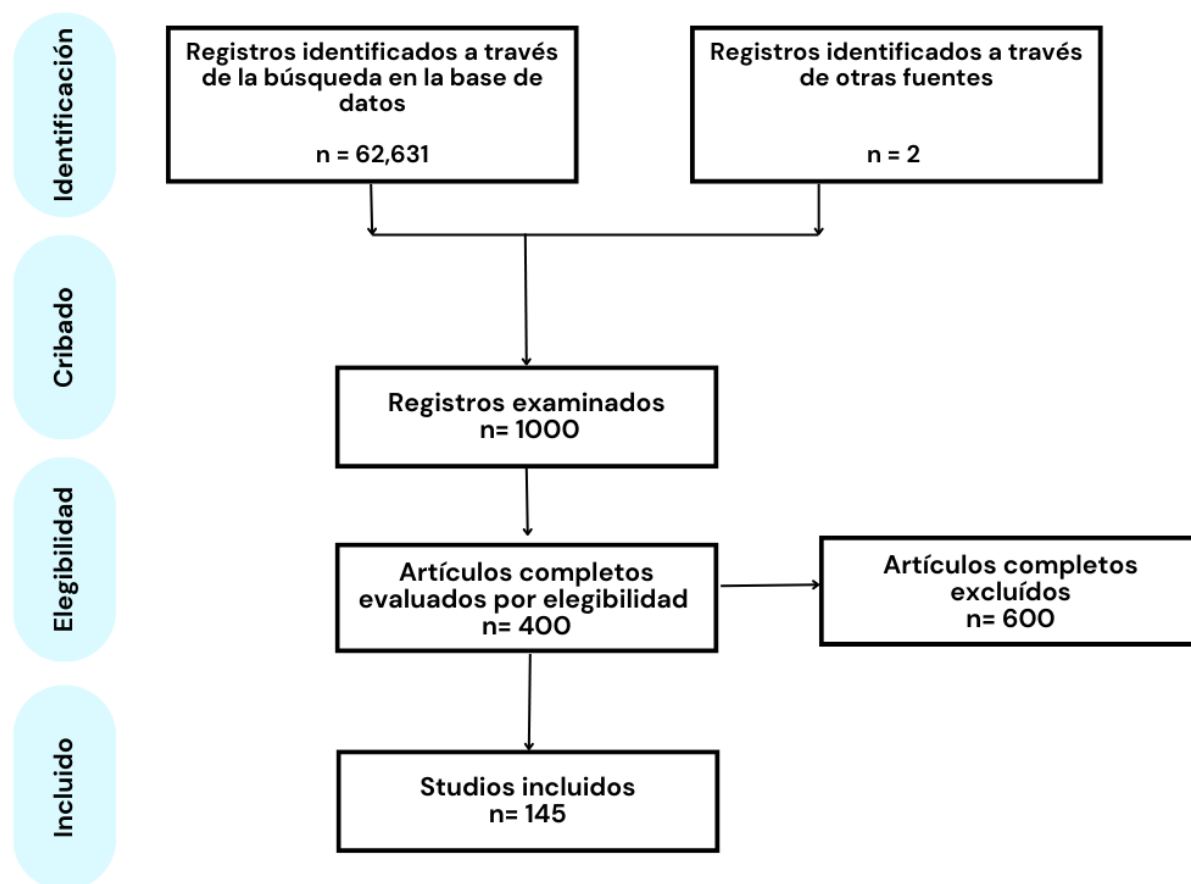 Identificación
Registros identificados a través
de la búsqueda en la base de
datos
n = 62,631
Registros identificados a través
de otras fuentes
n = 2
Cribado
Registros examinados
n= 1000
Elegibilidad
Artículos completos
evaluados por elegibilidad
n= 400
Artículos completos
excluídos
n= 600
Incluido
Studios incluidos
n= 145